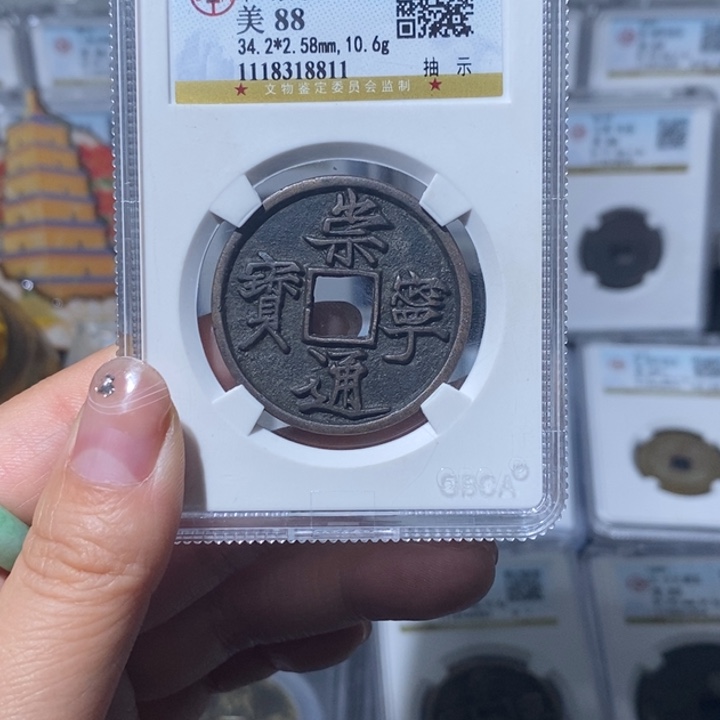 美 88
34.2*2.58mm,10.6g
1118318811
抽 示
★ 文物鉴定委员会监制 ★
崇
寧
通
寶
GBCA